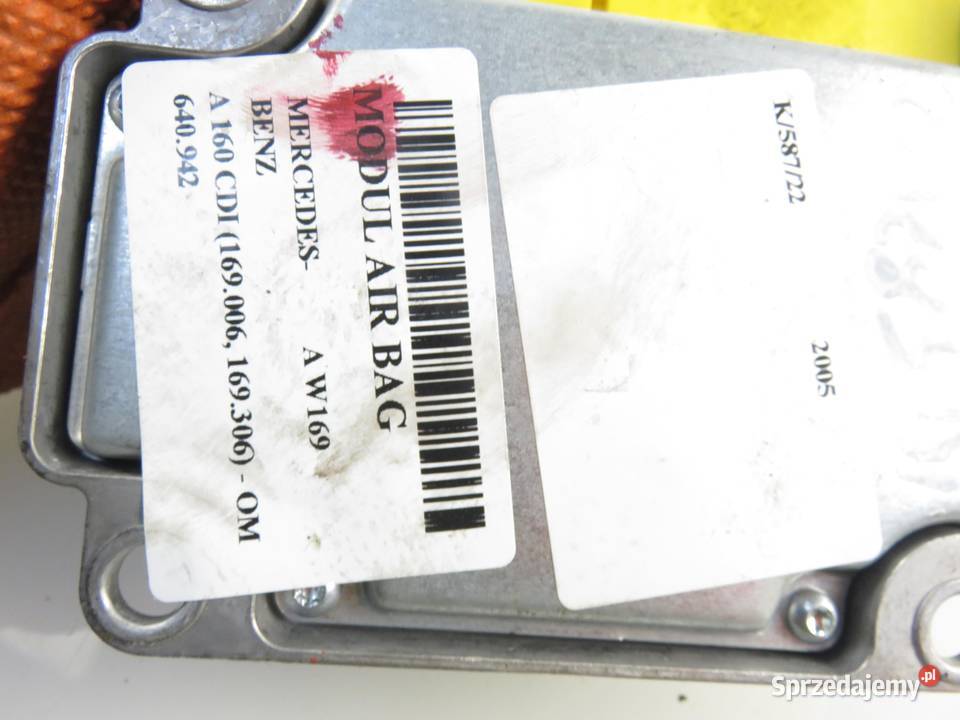 MODUL AIR BAG
MERCEDES- A W169
BENZ
A 160 CDI (169.006, 169.306) - OM
640.942
K/587/22
2005
Sprzedajemy.pl